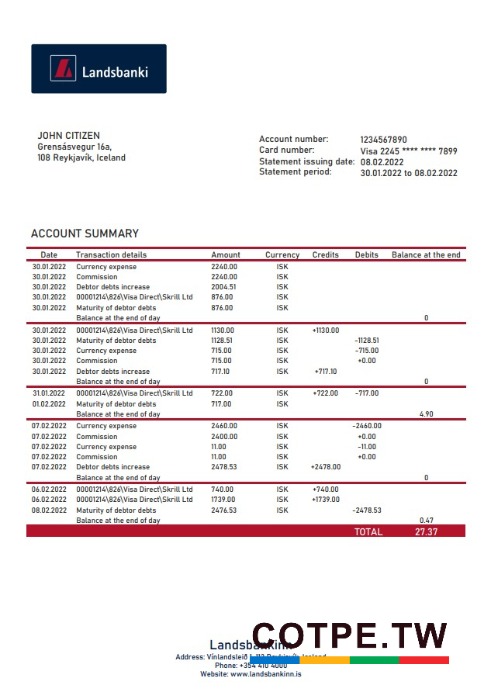 Landsbanki
JOHN CITIZEN
Grensásvegur 16a,
108 Reykjavík, Iceland
Account number: 1234567890
Card number: Visa 2245 **** **** 7899
Statement issuing date: 08.02.2022
Statement period: 30.01.2022 to 08.02.2022
ACCOUNT SUMMARY
Date Transaction details Amount Currency Credits Debits Balance at the end
30.01.2022 Currency expense 2240.00 ISK
30.01.2022 Commission 2240.00 ISK
30.01.2022 Debtor debts increase 2004.51 ISK
30.01.2022 00001214\826\Visa Direct\Skrill Ltd 876.00 ISK
30.01.2022 Maturity of debtor debts 876.00 ISK
Balance at the end of day 0
30.01.2022 00001214\826\Visa Direct\Skrill Ltd 1130.00 ISK +1130.00
30.01.2022 Maturity of debtor debts 1128.51 ISK -1128.51
30.01.2022 Currency expense 715.00 ISK -715.00
30.01.2022 Commission 715.00 ISK +0.00
30.01.2022 Debtor debts increase 717.10 ISK +717.10
Balance at the end of day 0
31.01.2022 00001214\826\Visa Direct\Skrill Ltd 722.00 ISK +722.00 -717.00
01.02.2022 Maturity of debtor debts 717.00 ISK
Balance at the end of day 4.90
07.02.2022 Currency expense 2460.00 ISK -2460.00
07.02.2022 Commission 2400.00 ISK +0.00
07.02.2022 Currency expense 11.00 ISK -11.00
07.02.2022 Commission 11.00 ISK +0.00
07.02.2022 Debtor debts increase 2478.53 ISK +2478.00
Balance at the end of day 0
06.02.2022 00001214\826\Visa Direct\Skrill Ltd 740.00 ISK +740.00
06.02.2022 00001214\826\Visa Direct\Skrill Ltd 1739.00 ISK +1739.00
08.02.2022 Maturity of debtor debts 2476.53 ISK -2478.53
Balance at the end of day 0.47
TOTAL 27.37
COTPE.TW
Address: Vínlandsleið
Phone: +354 410 4000
Website: www.landsbankinn.is